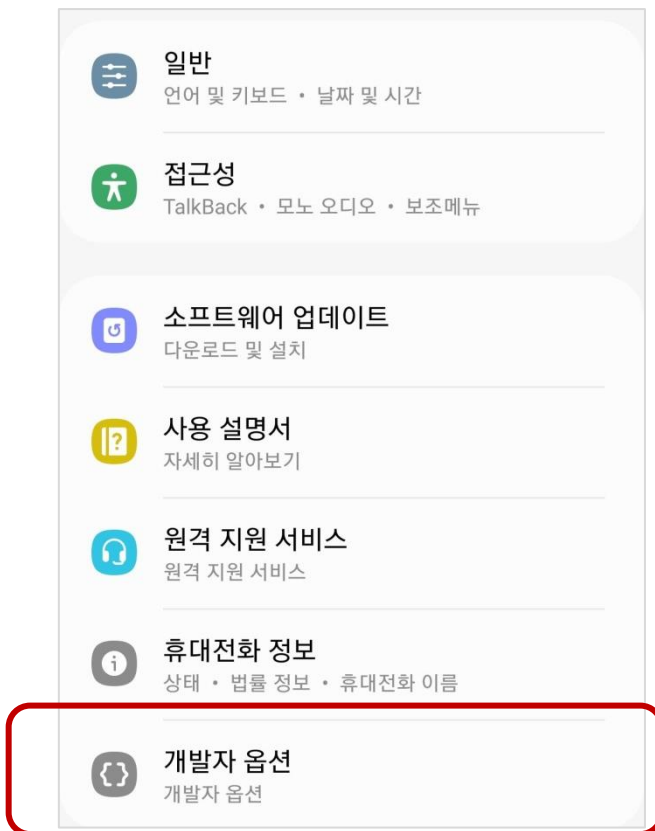 일반
언어 및 키보드 • 날짜 및 시간
접근성
TalkBack • 모노 오디오 • 보조메뉴
소프트웨어 업데이트
다운로드 및 설치
사용 설명서
자세히 알아보기
원격 지원 서비스
원격 지원 서비스
휴대전화 정보
상태 • 법률 정보 • 휴대전화 이름
개발자 옵션
개발자 옵션